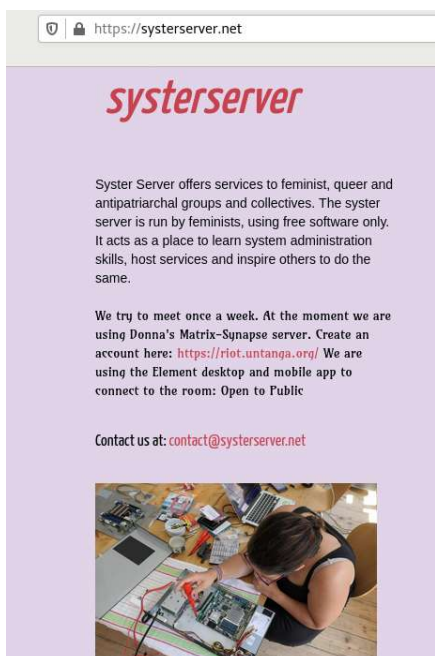 https://systerserver.net
systerserver
Syster Server offers services to feminist, queer and
antipatriarchal groups and collectives. The syster
server is run by feminists, using free software only.
It acts as a place to learn system administration
skills, host services and inspire others to do the
same.
We try to meet once a week. At the moment we are
using Donna's Matrix-Synapse server. Create an
account here: https://riot.untanga.org/ We are
using the Element desktop and mobile app to
connect to the room: Open to Public
Contact us at: contact@systerserver.net